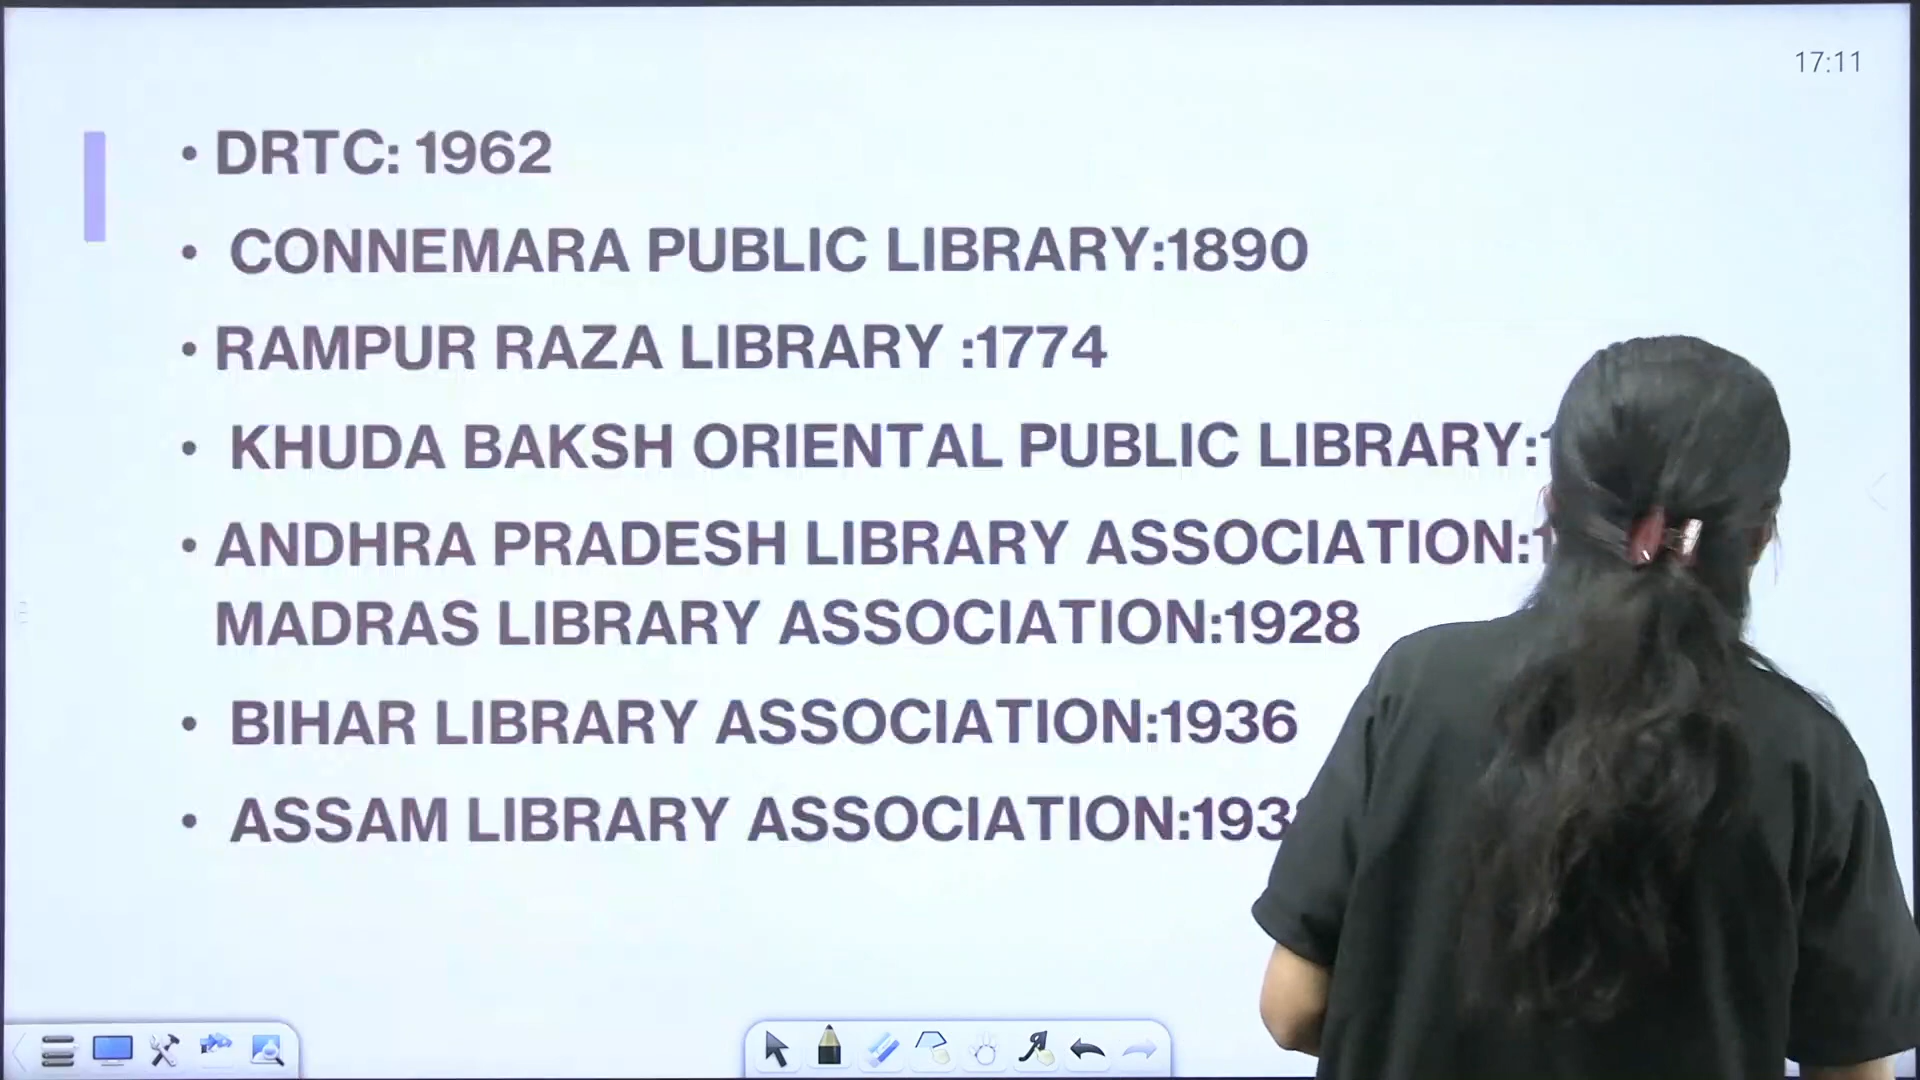 17:11
• DRTC: 1962
• CONNEMARA PUBLIC LIBRARY:1890
• RAMPUR RAZA LIBRARY :1774
• KHUDA BAKSH ORIENTAL PUBLIC LIBRARY:
• ANDHRA PRADESH LIBRARY ASSOCIATION:
MADRAS LIBRARY ASSOCIATION:1928
• BIHAR LIBRARY ASSOCIATION:1936
• ASSAM LIBRARY ASSOCIATION: